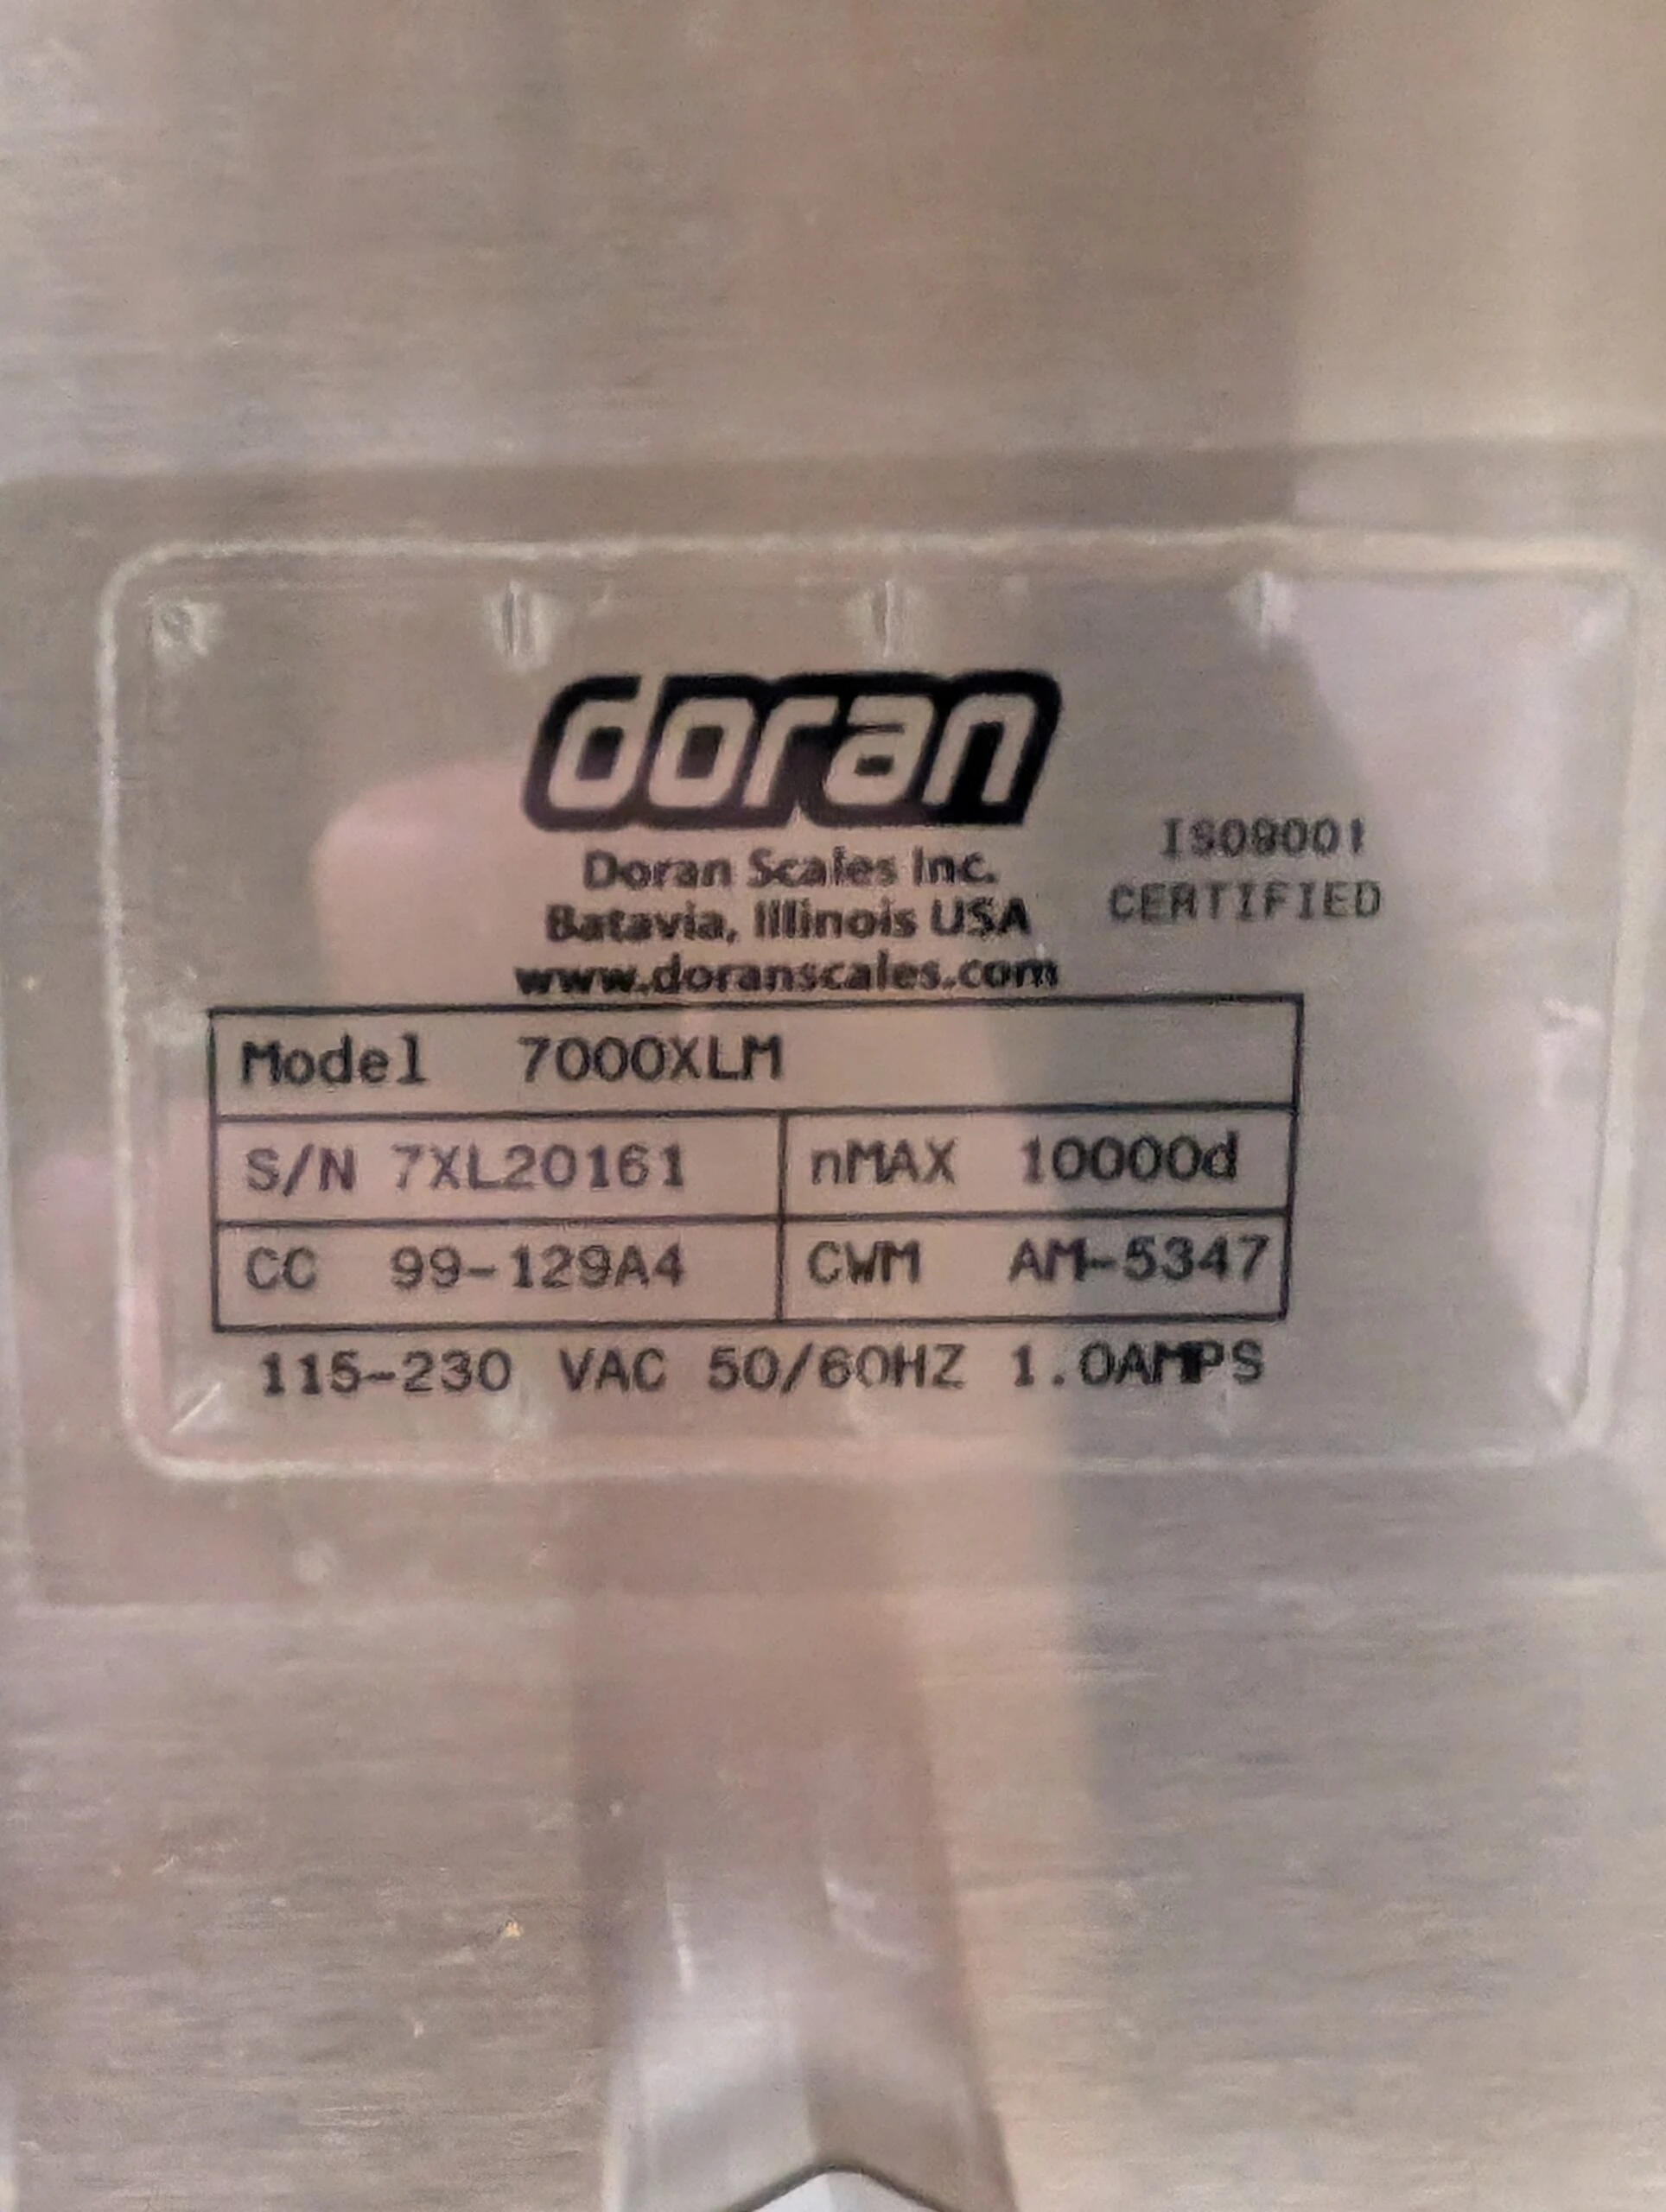 doran
Doran Scales Inc.
Batavia, Illinois USA
www.doranscales.com
ISO9001
CERTIFIED
Model 7000XLM
S/N 7XL20161 nMAX 10000d
CC 99-129A4 CWM AM-5347
115-230 VAC 50/60HZ 1.0AMPS